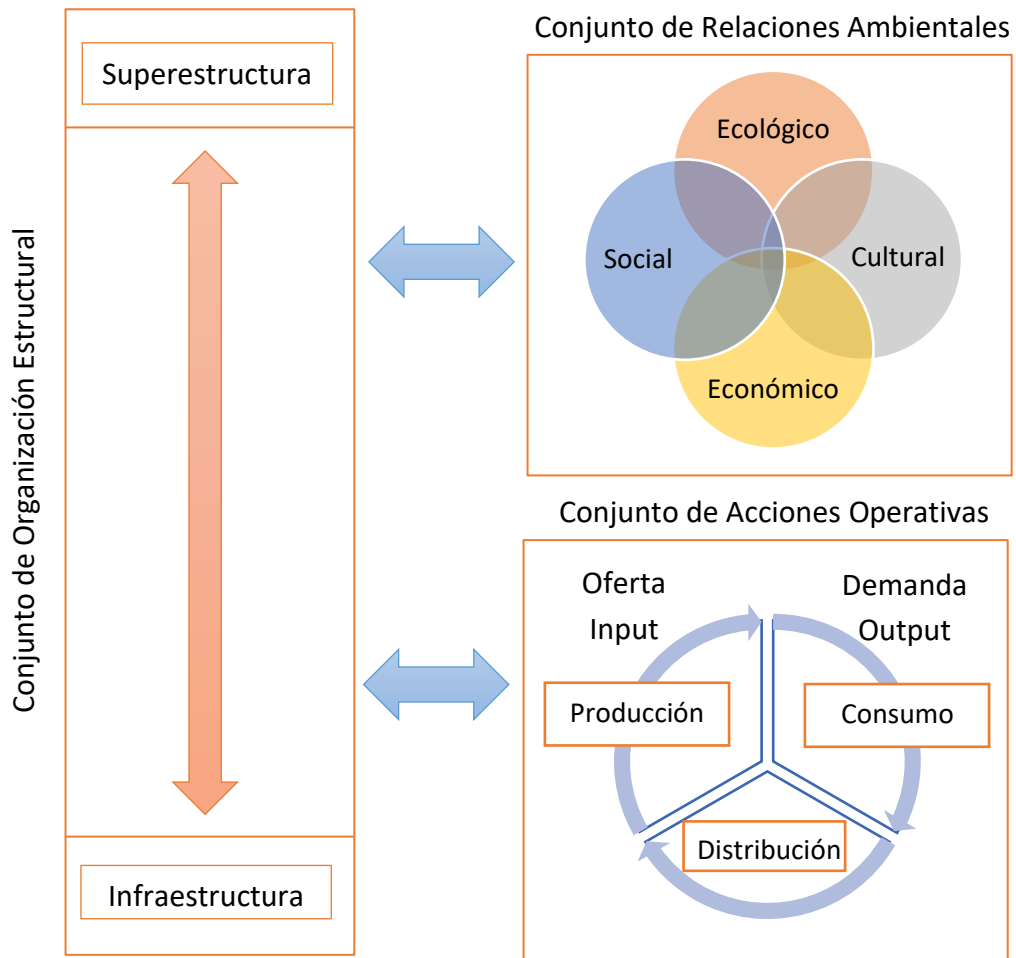 Conjunto de Organización Estructural
Superestructura
Infraestructura
Conjunto de Relaciones Ambientales
Ecológico
Social
Cultural
Económico
Conjunto de Acciones Operativas
Oferta
Input
Demanda
Output
Producción
Consumo
Distribución